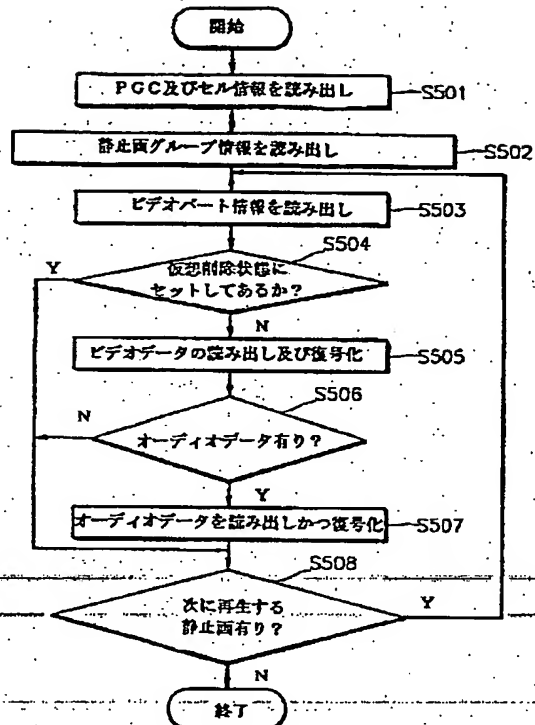 開始
PGC及びセル情報を読み出し
S501
静止画グループ情報を読み出し
S502
ビデオパート情報を読み出し
S503
S504
Y
仮想削除状態に
セットしてあるか?
N
ビデオデータの読み出し及び復号化
S505
S506
N
オーディオデータ有り?
Y
オーディオデータを読み出しかつ復号化
S507
S508
次に再生する
静止画有り?
Y
N
終了